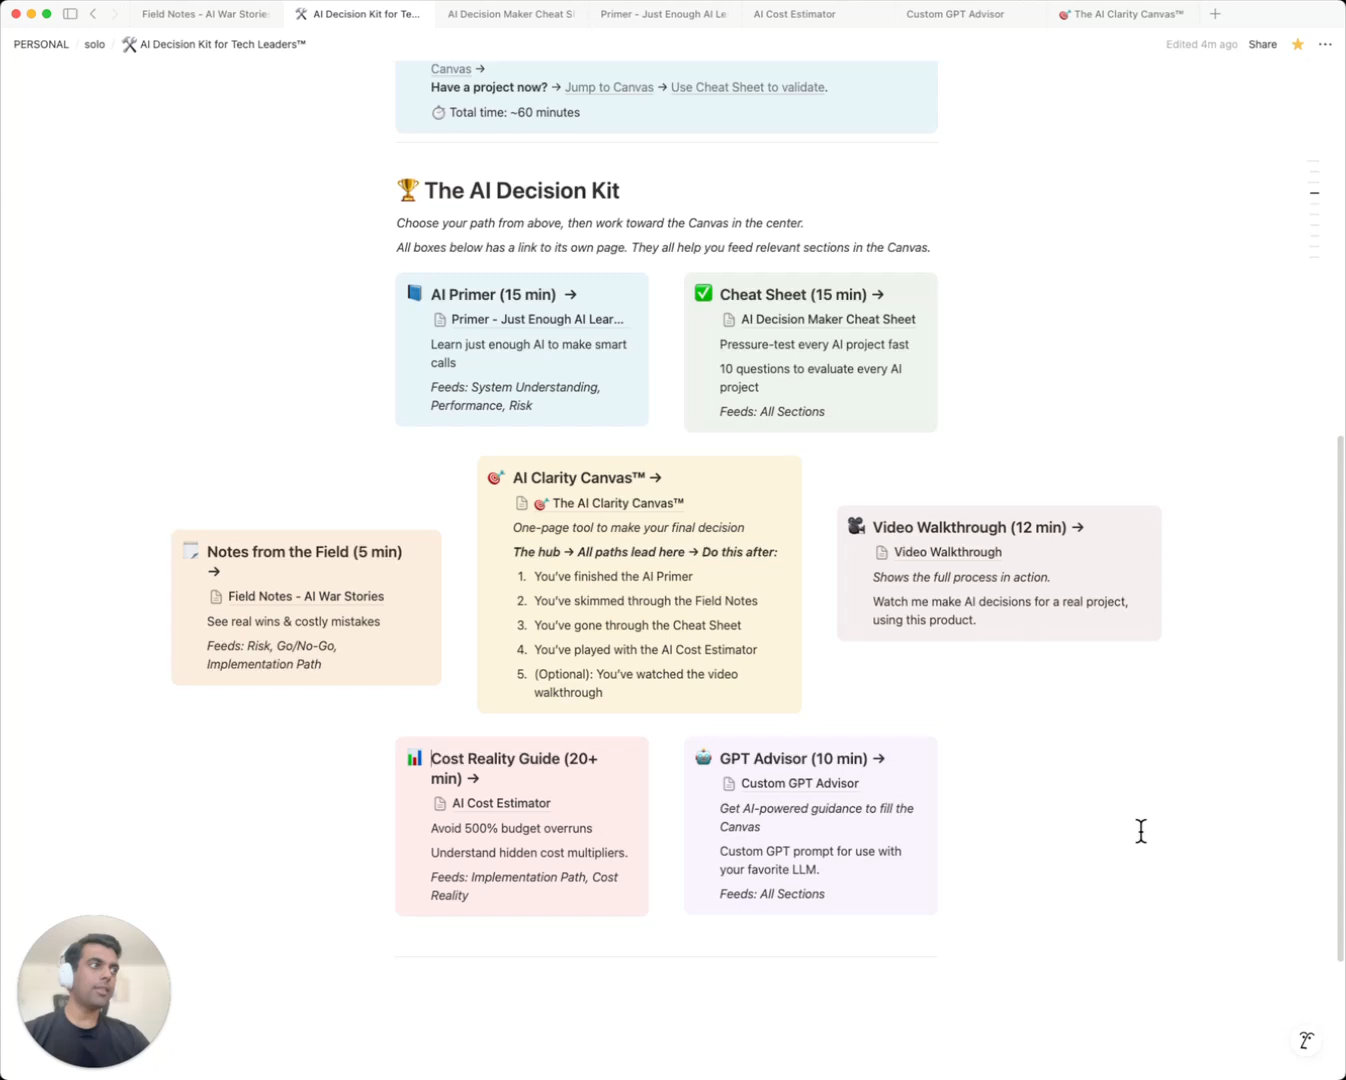 Field Notes - AI War Stories
AI Decision Kit for Te...
AI Decision Maker Cheat S
Primer - Just Enough AI Le
AI Cost Estimator
Custom GPT Advisor
The AI Clarity Canvas™
PERSONAL / solo / AI Decision Kit for Tech Leaders™
Edited 4m ago
Share
Canvas →
Have a project now? → Jump to Canvas → Use Cheat Sheet to validate.
Total time: ~60 minutes
The AI Decision Kit
Choose your path from above, then work toward the Canvas in the center.
All boxes below has a link to its own page. They all help you feed relevant sections in the Canvas.
AI Primer (15 min) →
Primer - Just Enough AI Lear...
Learn just enough AI to make smart
calls
Feeds: System Understanding,
Performance, Risk
Cheat Sheet (15 min) →
AI Decision Maker Cheat Sheet
Pressure-test every AI project fast
10 questions to evaluate every AI
project
Feeds: All Sections
Notes from the Field (5 min)
→
Field Notes - AI War Stories
See real wins & costly mistakes
Feeds: Risk, Go/No-Go,
Implementation Path
AI Clarity Canvas™ →
The AI Clarity Canvas™
One-page tool to make your final decision
The hub → All paths lead here → Do this after:
1. You've finished the AI Primer
2. You've skimmed through the Field Notes
3. You've gone through the Cheat Sheet
4. You've played with the AI Cost Estimator
5. (Optional): You've watched the video
walkthrough
Video Walkthrough (12 min) →
Video Walkthrough
Shows the full process in action.
Watch me make AI decisions for a real project,
using this product.
Cost Reality Guide (20+
min) →
AI Cost Estimator
Avoid 500% budget overruns
Understand hidden cost multipliers.
Feeds: Implementation Path, Cost
Reality
GPT Advisor (10 min) →
Custom GPT Advisor
Get AI-powered guidance to fill the
Canvas
Custom GPT prompt for use with
your favorite LLM.
Feeds: All Sections